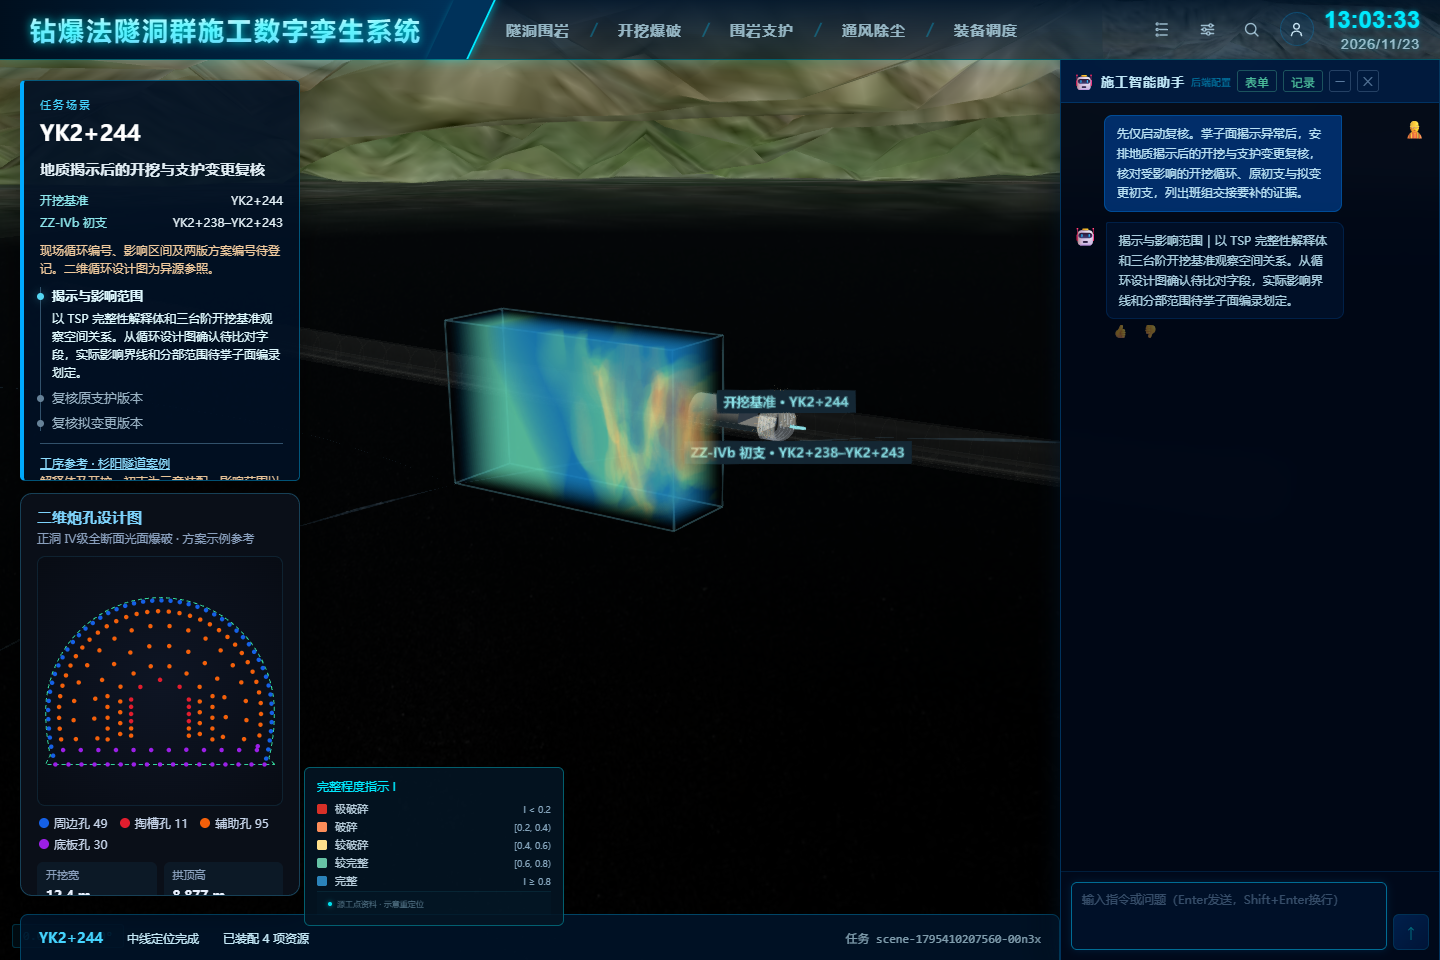 钻爆法隧洞群施工数字孪生系统
隧洞围岩 / 开挖爆破 / 围岩支护 / 通风除尘 / 装备调度
13:03:33
2026/11/23
任务场景
YK2+244
地质揭示后的开挖与支护变更复核
开挖基准 YK2+244
ZZ-IVb 初支 YK2+238—YK2+243
现场循环编号、影响区间及两版方案编号待登
记。二维循环设计图为异源参照。
揭示与影响范围
以 TSP 完整性解释体和三台阶开挖基准观
察空间关系。从循环设计图确认待比对字
段，实际影响界线和分部范围待掌子面编录
划定。
复核原支护版本
复核拟变更版本
工序参考 · 杉阳隧道案例
二维炮孔设计图
正洞 IV级全断面光面爆破 · 方案示例参考
周边孔 49 掏槽孔 11 辅助孔 95
底板孔 30
开挖宽 拱顶高
12.4 m 8.877 m
开挖基准 • YK2+244
ZZ-IVb 初支 • YK2+238—YK2+243
完整程度指示 I
极破碎 I < 0.2
破碎 [0.2, 0.4)
较破碎 [0.4, 0.6)
较完整 [0.6, 0.8)
完整 I ≥ 0.8
源工点资料 · 示意重定位
YK2+244 中线定位完成 已装配 4 项资源
任务 scene-1795410207560-00n3x
施工智能助手 后端配置 表单 记录
先仅启动复核。掌子面揭示异常后，安
排地质揭示后的开挖与支护变更复核，
核对受影响的开挖循环、原初支与拟变
更初支，列出班组交接要补的证据。
揭示与影响范围 | 以 TSP 完整性解释体
和三台阶开挖基准观察空间关系。从循
环设计图确认待比对字段，实际影响界
线和分部范围待掌子面编录划定。
输入指令或问题（Enter发送，Shift+Enter换行）